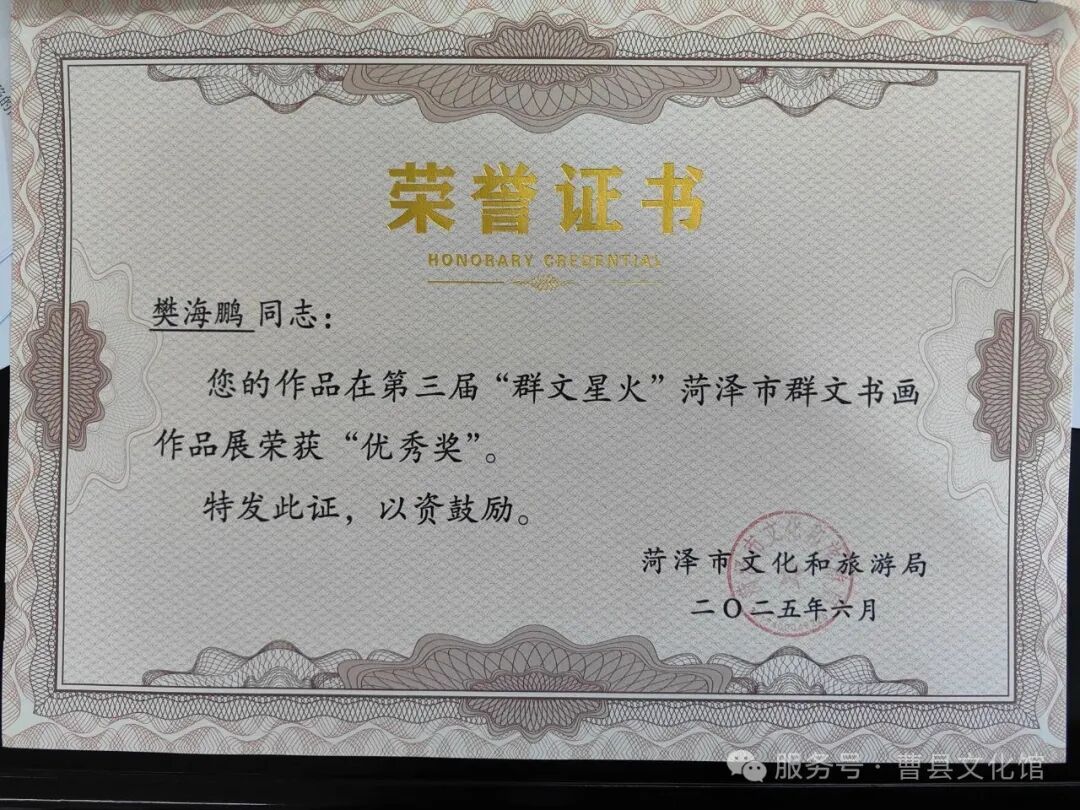 荣誉证书
HONORARY CREDENTIAL
樊海鹏 同志：
您的作品在第三届“群文星火”菏泽市群文书画
作品展荣获“优秀奖”。
特发此证，以资鼓励。
菏泽市文化和旅游局
二〇二五年六月
服务号·曹县文化馆